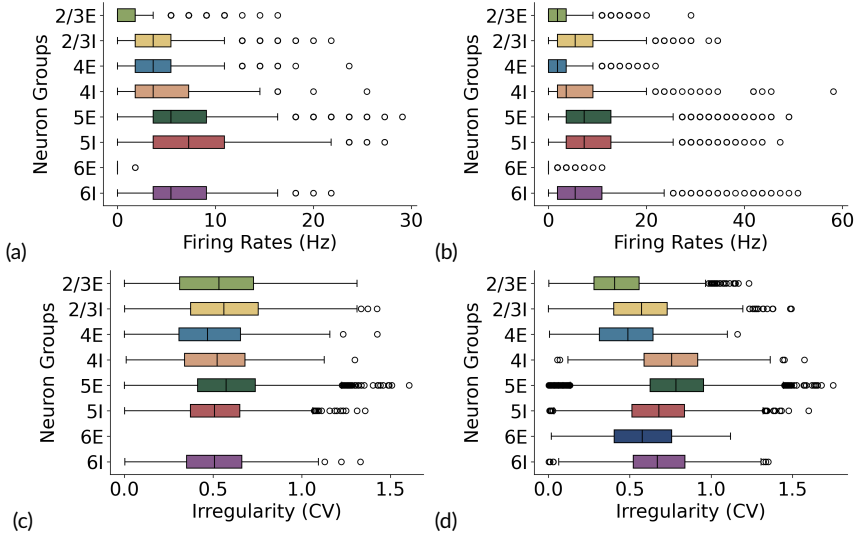 Neuron Groups
2/3E
2/3I
4E
4I
5E
5I
6E
6I
0 10 20 30
Firing Rates (Hz)
(a)
Neuron Groups
2/3E
2/3I
4E
4I
5E
5I
6E
6I
0 20 40 60
Firing Rates (Hz)
(b)
Neuron Groups
2/3E
2/3I
4E
4I
5E
5I
6E
6I
0.0 0.5 1.0 1.5
Irregularity (CV)
(c)
Neuron Groups
2/3E
2/3I
4E
4I
5E
5I
6E
6I
0.0 0.5 1.0 1.5
Irregularity (CV)
(d)